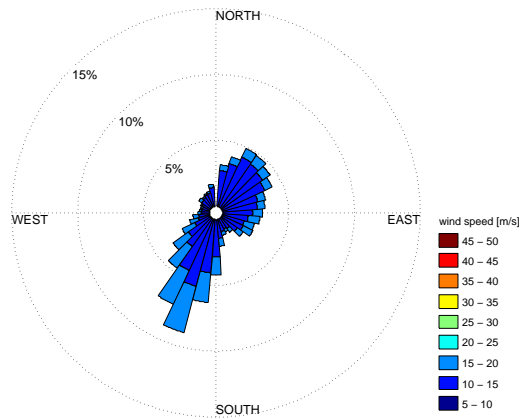 NORTH
15%
10%
5%
WEST
EAST
SOUTH
wind speed [m/s]
45 – 50
40 – 45
35 – 40
30 – 35
25 – 30
20 – 25
15 – 20
10 – 15
5 – 10